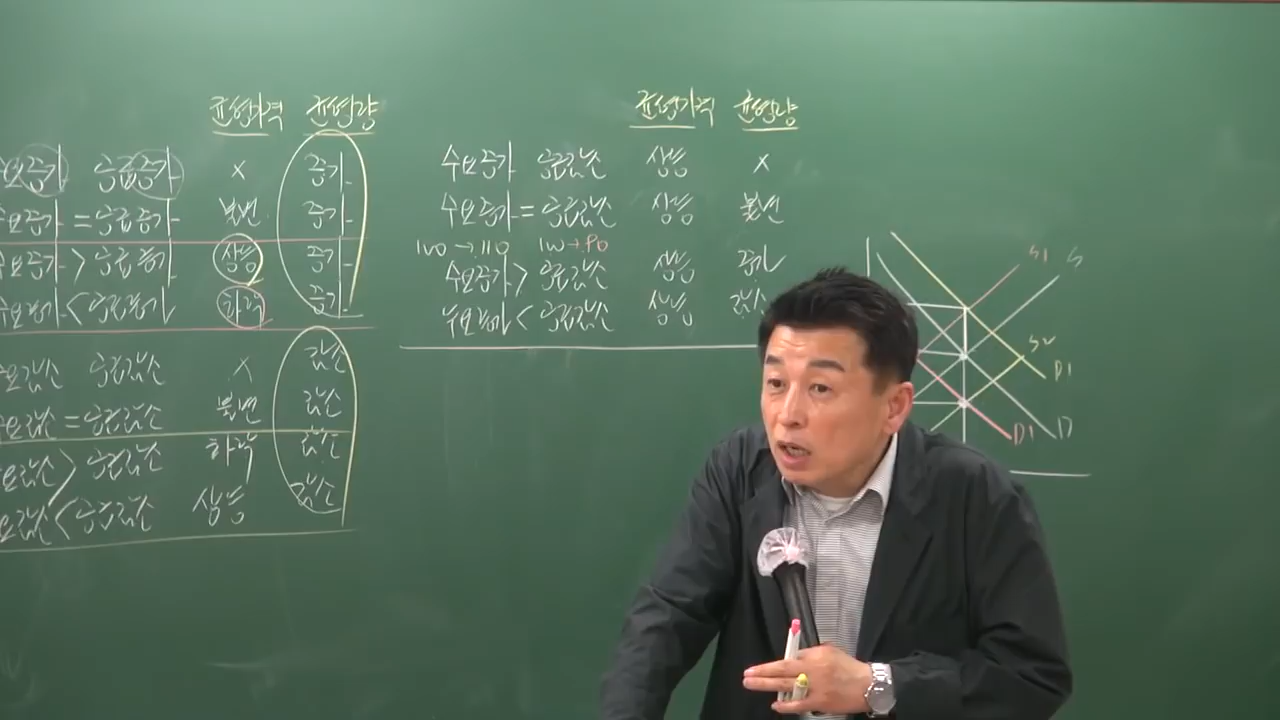 균형가격 균형량
수요증가 공급증가 × 증가
수요증가 = 공급증가 불변 증가
수요증가 > 공급증가 상승 증가
수요증가 < 공급증가 하락 증가
수요감소 공급감소 × 감소
수요감소 = 공급감소 불변 감소
수요감소 > 공급감소 하락 감소
수요감소 < 공급감소 상승 감소
균형가격 균형량
수요증가 공급감소 상승 ×
수요증가 = 공급감소 상승 불변
100 → 110 100 → 90
수요증가 > 공급감소 상승 증가
수요증가 < 공급감소 상승 감소
S1 S
S2
D1
D1 D